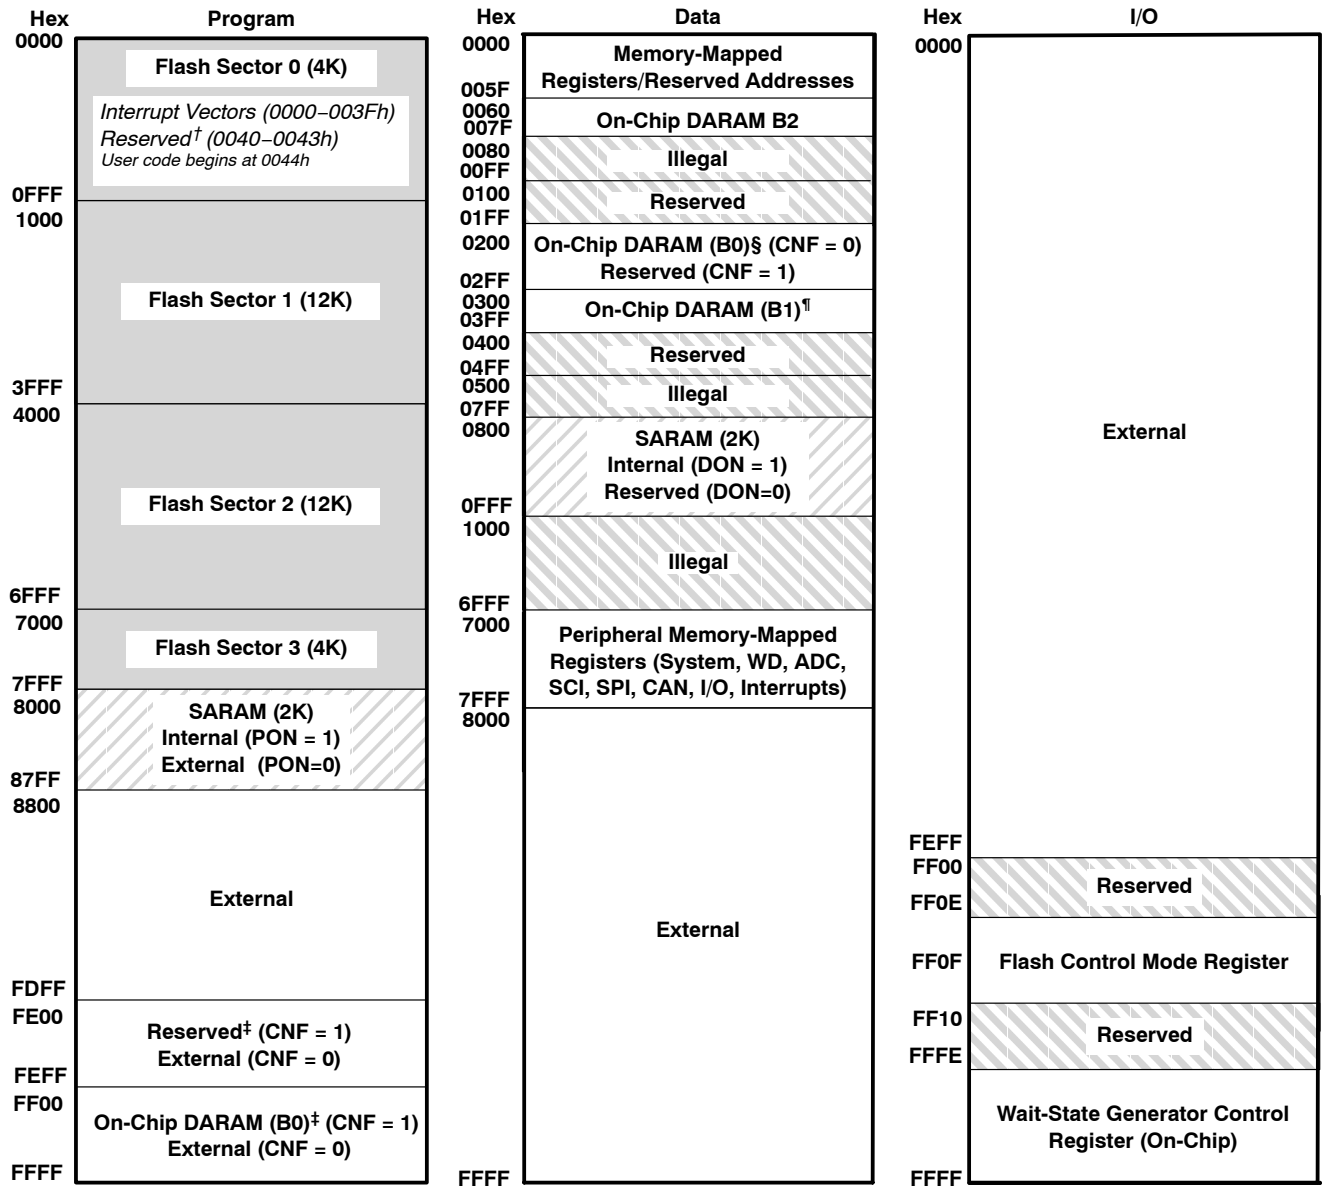 Hex Program
0000
Flash Sector 0 (4K)
Interrupt Vectors (0000–003Fh)
Reserved† (0040–0043h)
User code begins at 0044h
0FFF
1000
Flash Sector 1 (12K)
3FFF
4000
Flash Sector 2 (12K)
6FFF
7000
Flash Sector 3 (4K)
7FFF
8000
SARAM (2K)
Internal (PON = 1)
External (PON=0)
87FF
8800
External
FDFF
FE00
Reserved‡ (CNF = 1)
External (CNF = 0)
FEFF
FF00
On-Chip DARAM (B0)‡ (CNF = 1)
External (CNF = 0)
FFFF
Hex Data
0000
Memory-Mapped
Registers/Reserved Addresses
005F
0060
On-Chip DARAM B2
007F
0080
Illegal
00FF
0100
Reserved
01FF
0200
On-Chip DARAM (B0)§ (CNF = 0)
Reserved (CNF = 1)
02FF
0300
On-Chip DARAM (B1)¶
03FF
0400
Reserved
04FF
0500
Illegal
07FF
0800
SARAM (2K)
Internal (DON = 1)
Reserved (DON=0)
0FFF
1000
Illegal
6FFF
7000
Peripheral Memory-Mapped
Registers (System, WD, ADC,
SCI, SPI, CAN, I/O, Interrupts)
7FFF
8000
External
FFFF
Hex I/O
0000
External
FEFF
FF00
Reserved
FF0E
FF0F Flash Control Mode Register
FF10
Reserved
FFFE
Wait-State Generator Control
Register (On-Chip)
FFFF